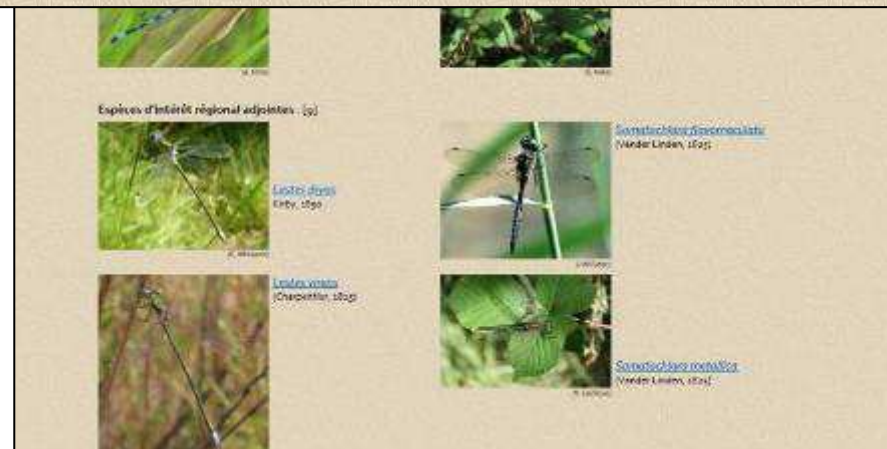 Espèces d'intérêt régional adjointes : [9]
Lestes dryas
Kirby, 1890
Somatochlora flavomaculata
(Vander Linden, 1825)
Lestes virens
(Charpentier, 1825)
Somatochlora metallica
(Vander Linden, 1825)